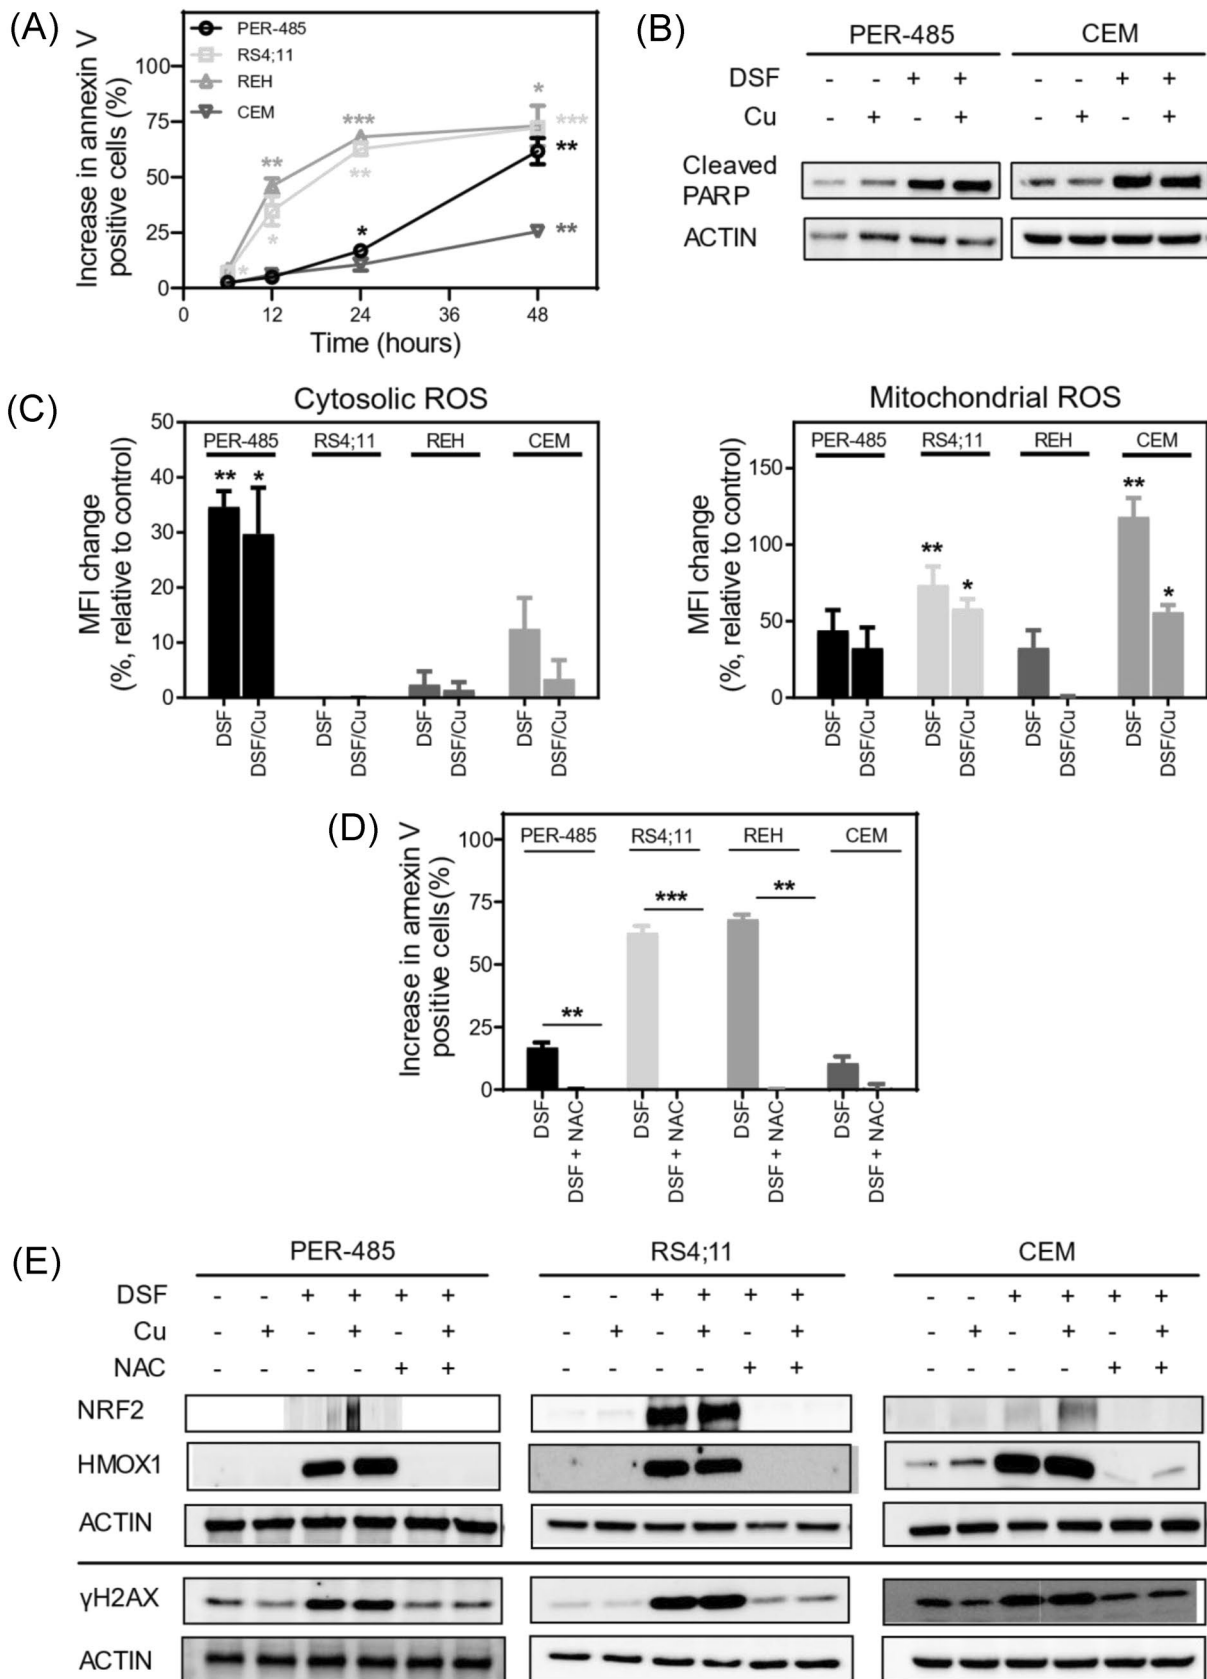 (A)
Increase in annexin V
positive cells (%)
100
75
50
25
0
PER-485
RS4;11
REH
CEM
*
**
*
***
**
*
*
***
**
**
0 12 24 36 48
Time (hours)
(B)
PER-485 CEM
DSF - - + + - - + +
Cu - + - + - + - +
Cleaved
PARP
ACTIN
(C)
Cytosolic ROS
MFI change
(%, relative to control)
50
40
30
20
10
0
PER-485 RS4;11 REH CEM
** *
DSF DSF/Cu DSF DSF/Cu DSF DSF/Cu DSF DSF/Cu
Mitochondrial ROS
MFI change
(%, relative to control)
150
100
50
0
PER-485 RS4;11 REH CEM
** * ** *
DSF DSF/Cu DSF DSF/Cu DSF DSF/Cu DSF DSF/Cu
(D)
Increase in amexin V
positive cells (%)
100
75
50
25
0
PER-485 RS4;11 REH CEM
** *** **
DSF DSF + NAC DSF DSF + NAC DSF DSF + NAC DSF DSF + NAC
(E)
PER-485 RS4;11 CEM
DSF - - + + + + - - + + + + - - + + + +
Cu - + - + - + - + - + - + - + - + - +
NAC - - - - + + - - - - + + - - - - + +
NRF2
HMOX1
ACTIN
γH2AX
ACTIN